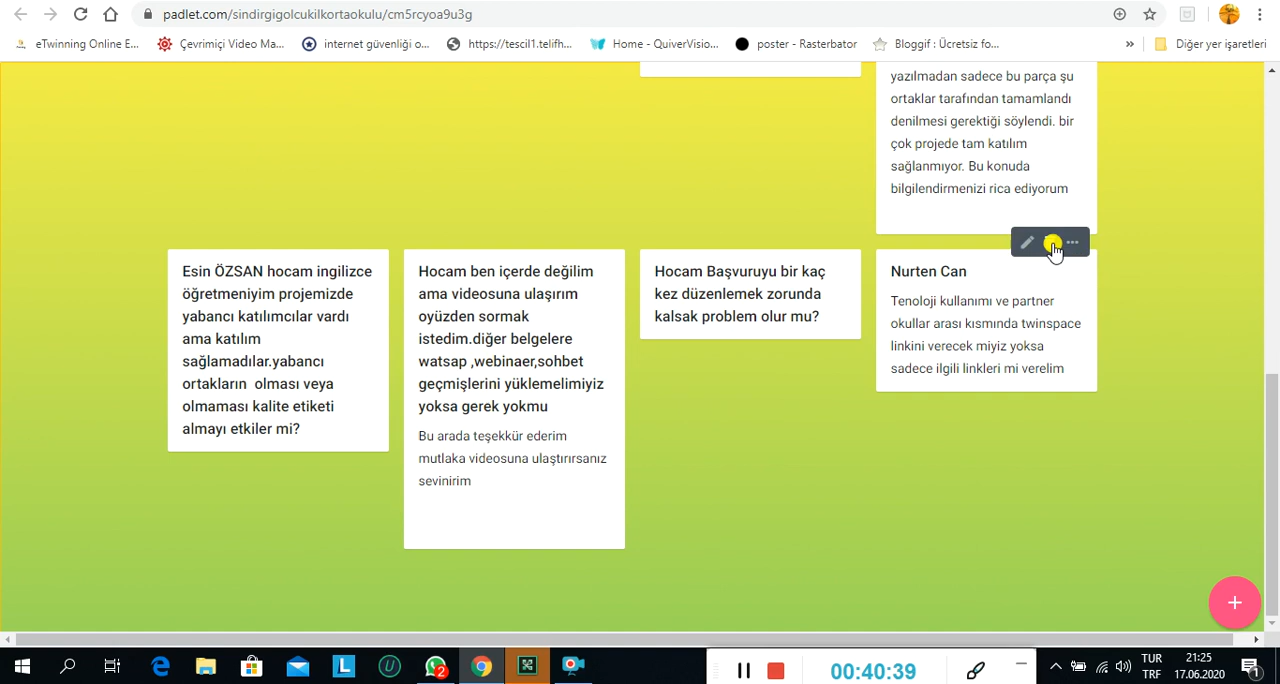 padlet.com/sindirgigolcukilkortaokulu/cm5rcyoa9u3g
eTwinning Online E...
Çevrimiçi Video Ma...
internet güvenliği o...
https://tescil1.telifh...
Home - QuiverVisio...
poster - Rasterbator
Bloggif : Ücretsiz fo...
»
Diğer yer işaretleri
yazılmadan sadece bu parça şu
ortaklar tarafından tamamlandı
denilmesi gerektiği söylendi. bir
çok projede tam katılım
sağlanmıyor. Bu konuda
bilgilendirmenizi rica ediyorum
Esin ÖZSAN hocam ingilizce
öğretmeniyim projemizde
yabancı katılımcılar vardı
ama katılım
sağlamadılar.yabancı
ortakların olması veya
olmaması kalite etiketi
almayı etkiler mi?
Hocam ben içerde değilim
ama videosuna ulaşırım
oyüzden sormak
istedim.diğer belgelere
watsap ,webinaer,sohbet
geçmişlerini yüklemelimiyiz
yoksa gerek yokmu
Bu arada teşekkür ederim
mutlaka videosuna ulaştırırsanız
sevinirim
Hocam Başvuruyu bir kaç
kez düzenlemek zorunda
kalsak problem olur mu?
Nurten Can
Tenoloji kullanımı ve partner
okullar arası kısmında twinspace
linkini verecek miyiz yoksa
sadece ilgili linkleri mi verelim
00:40:39
TUR
TRF
21:25
17.06.2020